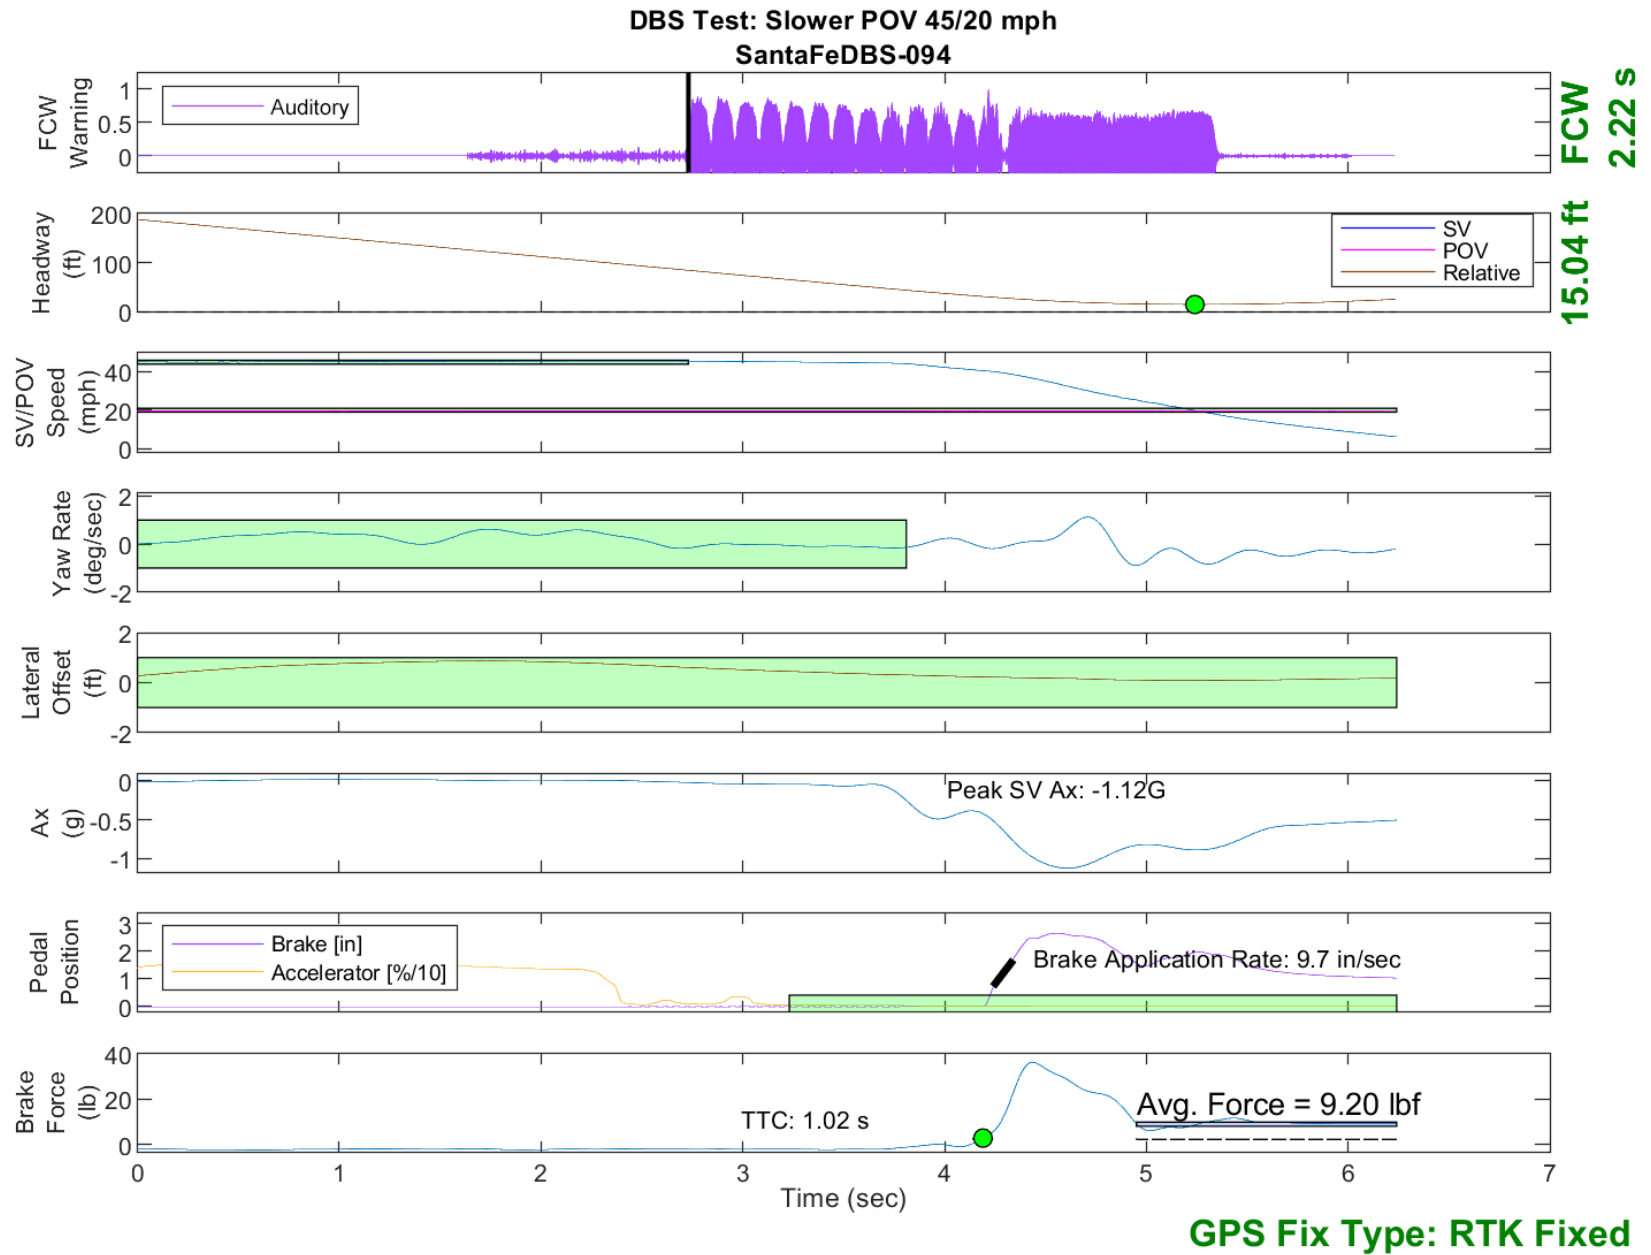 DBS Test: Slower POV 45/20 mph
SantaFeDBS-094
FCW
Warning
1
0.5
0
Auditory
FCW
2.22 s
Headway
(ft)
200
100
0
SV
POV
Relative
15.04 ft
SV/POV
Speed
(mph)
40
20
0
Yaw Rate
(deg/sec)
2
0
-2
Lateral
Offset
(ft)
2
0
-2
Ax
(g)
0
-0.5
-1
Peak SV Ax: -1.12G
Pedal
Position
3
2
1
0
Brake [in]
Accelerator [%/10]
Brake Application Rate: 9.7 in/sec
Brake
Force
(lb)
40
20
0
TTC: 1.02 s
Avg. Force = 9.20 lbf
0 1 2 3 4 5 6 7
Time (sec)
GPS Fix Type: RTK Fixed